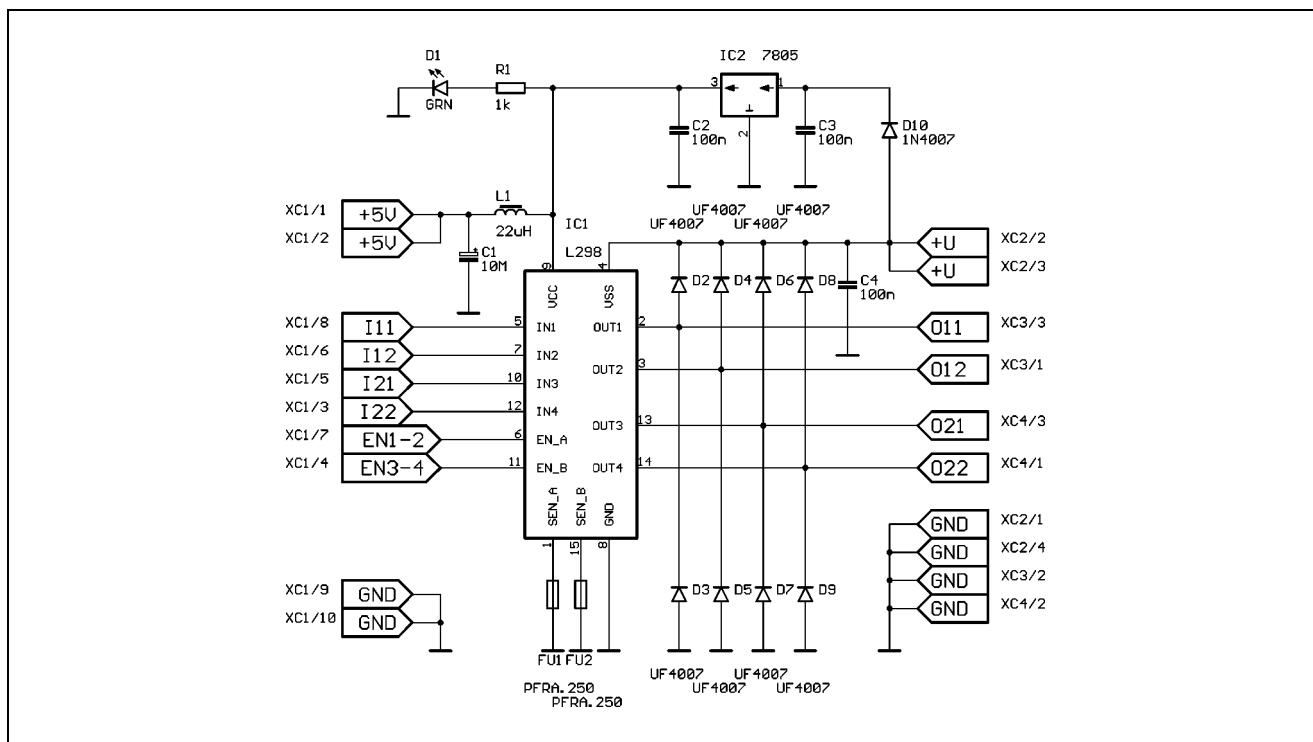 D1
GRN
R1
1k
IC2 7805
3
1
2
C2
100n
C3
100n
D10
1N4007
XC1/1 +5V
XC1/2 +5V
L1
22uH
C1
+
10M
UF4007
UF4007
UF4007
UF4007
IC1
L298
9
4
VCC
VSS
D2
D4
D6
D8
C4
100n
+U XC2/2
+U XC2/3
XC1/8 I11 5 IN1
XC1/6 I12 7 IN2
XC1/5 I21 10 IN3
XC1/3 I22 12 IN4
XC1/7 EN1-2 6 EN_A
XC1/4 EN3-4 11 EN_B
OUT1 2 O11 XC3/3
OUT2 3 O12 XC3/1
OUT3 13 O21 XC4/3
OUT4 14 O22 XC4/1
SEN_A
SEN_B
GND
1
15
8
GND XC2/1
GND XC2/4
GND XC3/2
GND XC4/2
XC1/9 GND
XC1/10 GND
D3
D5
D7
D9
FU1 FU2
PFRA.250
PFRA.250
UF4007
UF4007
UF4007
UF4007